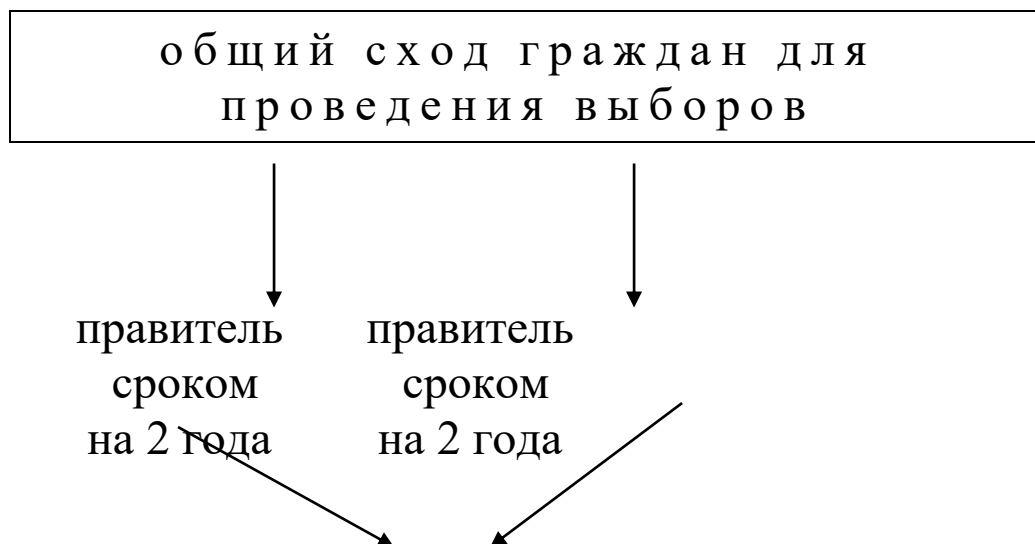 общий сход граждан для
проведения выборов
правитель правитель
сроком сроком
на 2 года на 2 года